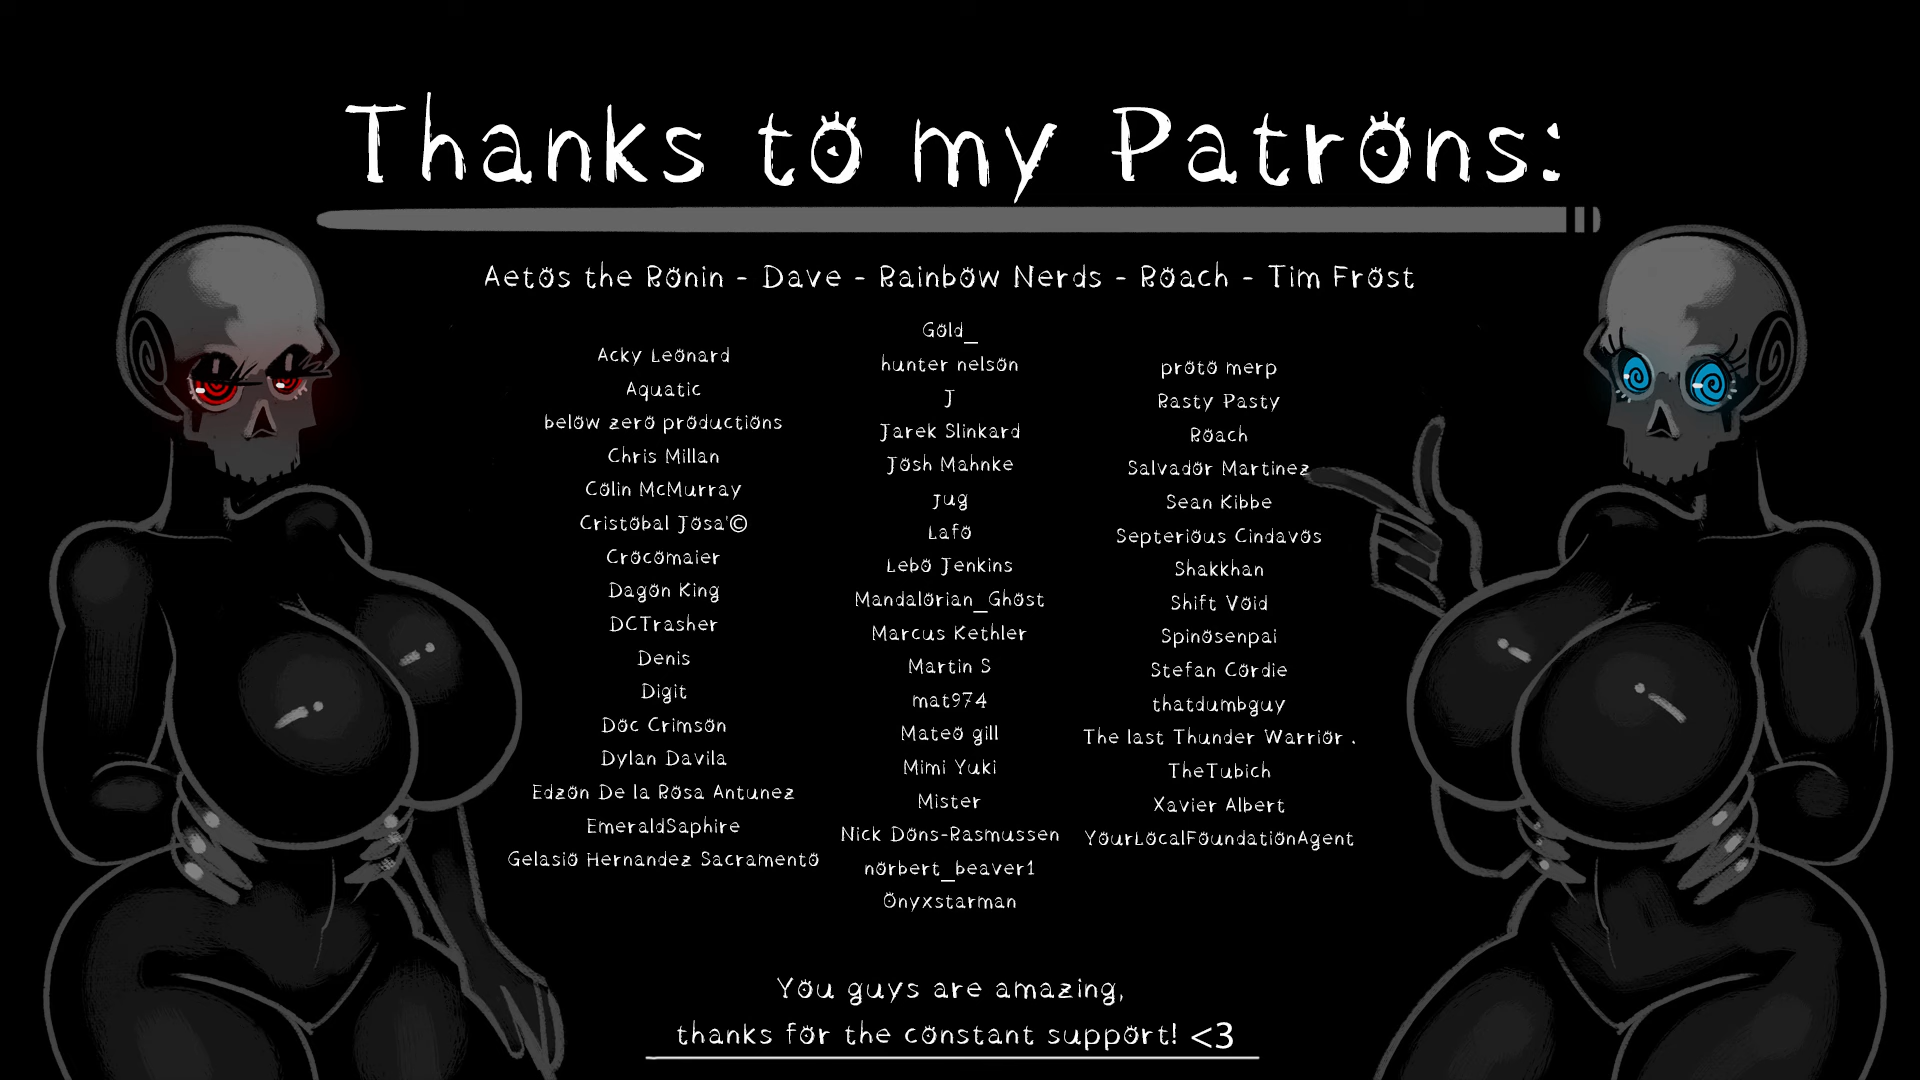 Thanks to my Patrons:
Aetos the Ronin - Dave - Rainbow Nerds - Roach - Tim Frost
Acky Leonard
Aquatic
below zero productions
Chris Millan
Colin McMurray
Cristobal Josa'©
Crocomaier
Dagon King
DCTrasher
Denis
Digit
Doc Crimson
Dylan Davila
Edzon De la Rosa Antunez
EmeraldSaphire
Gelasio Hernandez Sacramento
Gold_
hunter nelson
J
Jarek Slinkard
Josh Mahnke
Jug
Lafo
Lebo Jenkins
Mandalorian_Ghost
Marcus Kethler
Martin S
mat974
Mateo gill
Mimi Yuki
Mister
Nick Dons-Rasmussen
norbert_beaver1
Onyxstarman
proto merp
Rasty Pasty
Roach
Salvador Martinez
Sean Kibbe
Septerious Cindavos
Shakkhan
Shift Void
Spinosenpai
Stefan Cordie
thatdumbguy
The last Thunder Warrior .
TheTubich
Xavier Albert
YourLocalFoundationAgent
You guys are amazing,
thanks for the constant support! <3